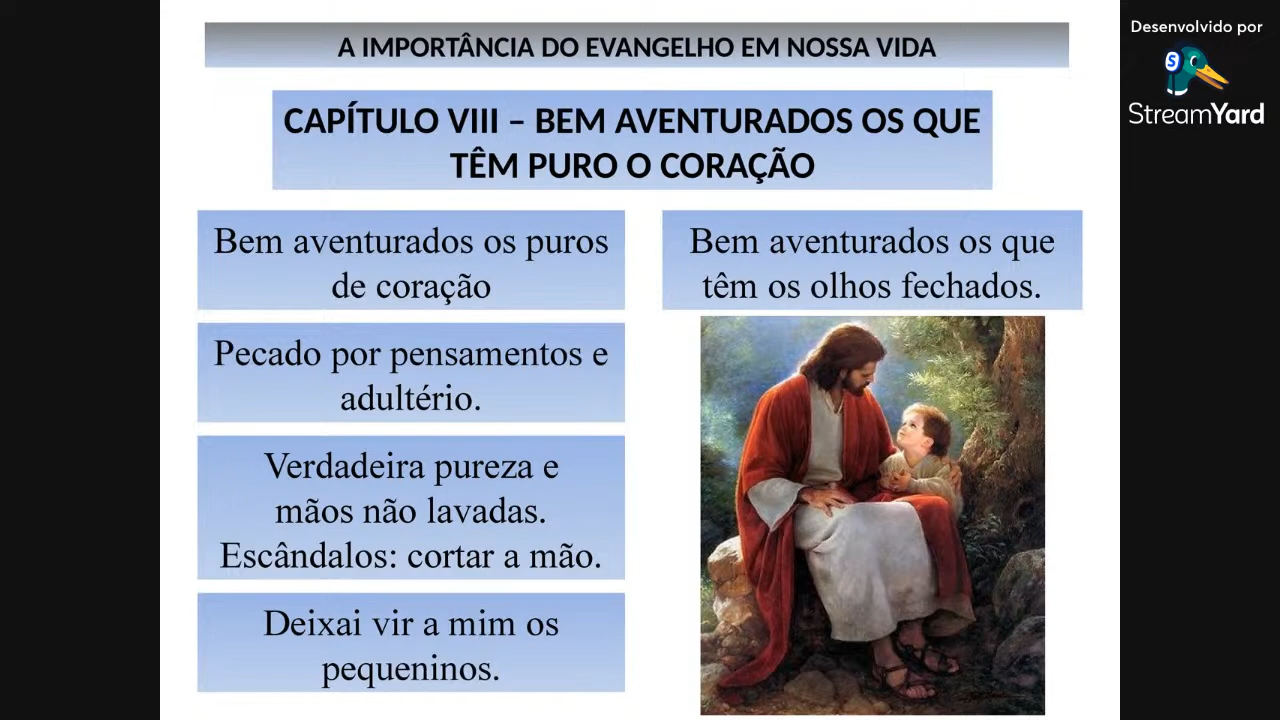 A IMPORTÂNCIA DO EVANGELHO EM NOSSA VIDA
CAPÍTULO VIII – BEM AVENTURADOS OS QUE
TÊM PURO O CORAÇÃO
Bem aventurados os puros
de coração
Pecado por pensamentos e
adultério.
Verdadeira pureza e
mãos não lavadas.
Escândalos: cortar a mão.
Deixai vir a mim os
pequeninos.
Bem aventurados os que
têm os olhos fechados.
Desenvolvido por
S
StreamYard